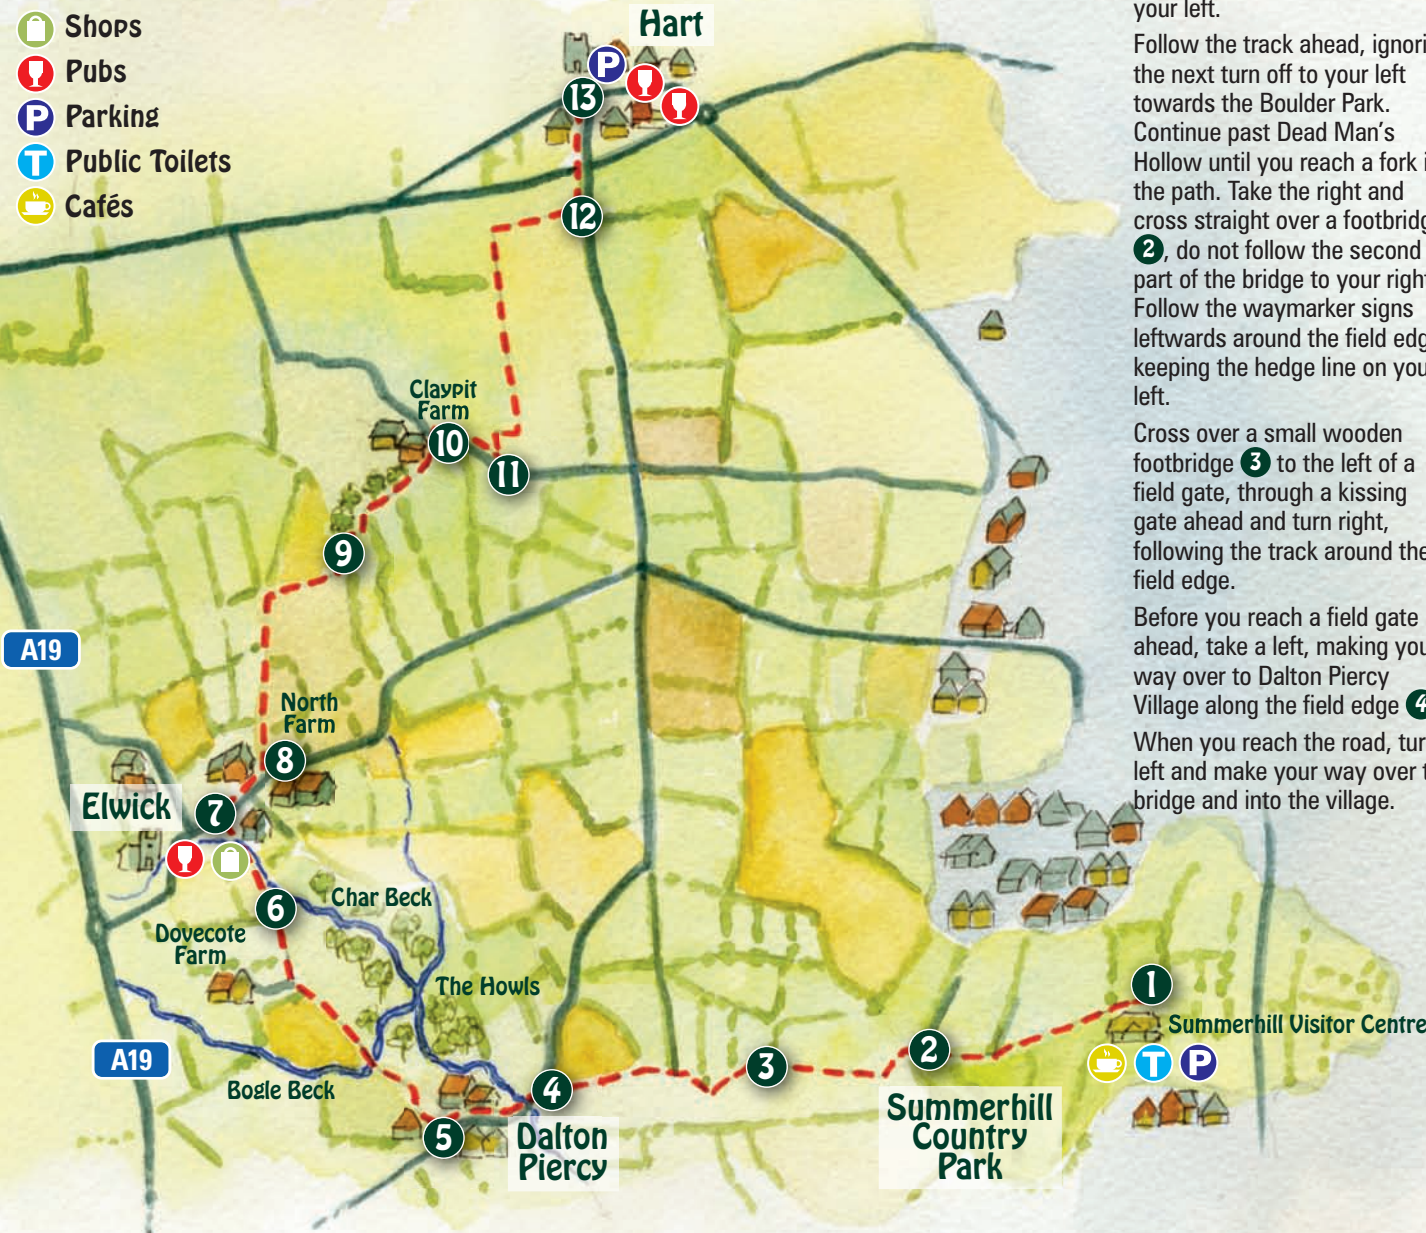 Shops
Pubs
P Parking
T Public Toilets
Cafés
Hart
P
13
12
Claypit
Farm
10
11
9
A19
North
Farm
8
Elwick
7
6
Char Beck
Dovecote
Farm
The Howls
A19
Bogle Beck
5
4
Dalton
Piercy
3
2
Summerhill
Country
Park
1
Summerhill Visitor Centre
T P
your left.
Follow the track ahead, ignori
the next turn off to your left
towards the Boulder Park.
Continue past Dead Man's
Hollow until you reach a fork i
the path. Take the right and
cross straight over a footbridg
2, do not follow the second
part of the bridge to your right
Follow the waymarker signs
leftwards around the field edg
keeping the hedge line on you
left.
Cross over a small wooden
footbridge 3 to the left of a
field gate, through a kissing
gate ahead and turn right,
following the track around the
field edge.
Before you reach a field gate
ahead, take a left, making you
way over to Dalton Piercy
Village along the field edge 4
When you reach the road, tur
left and make your way over t
bridge and into the village.